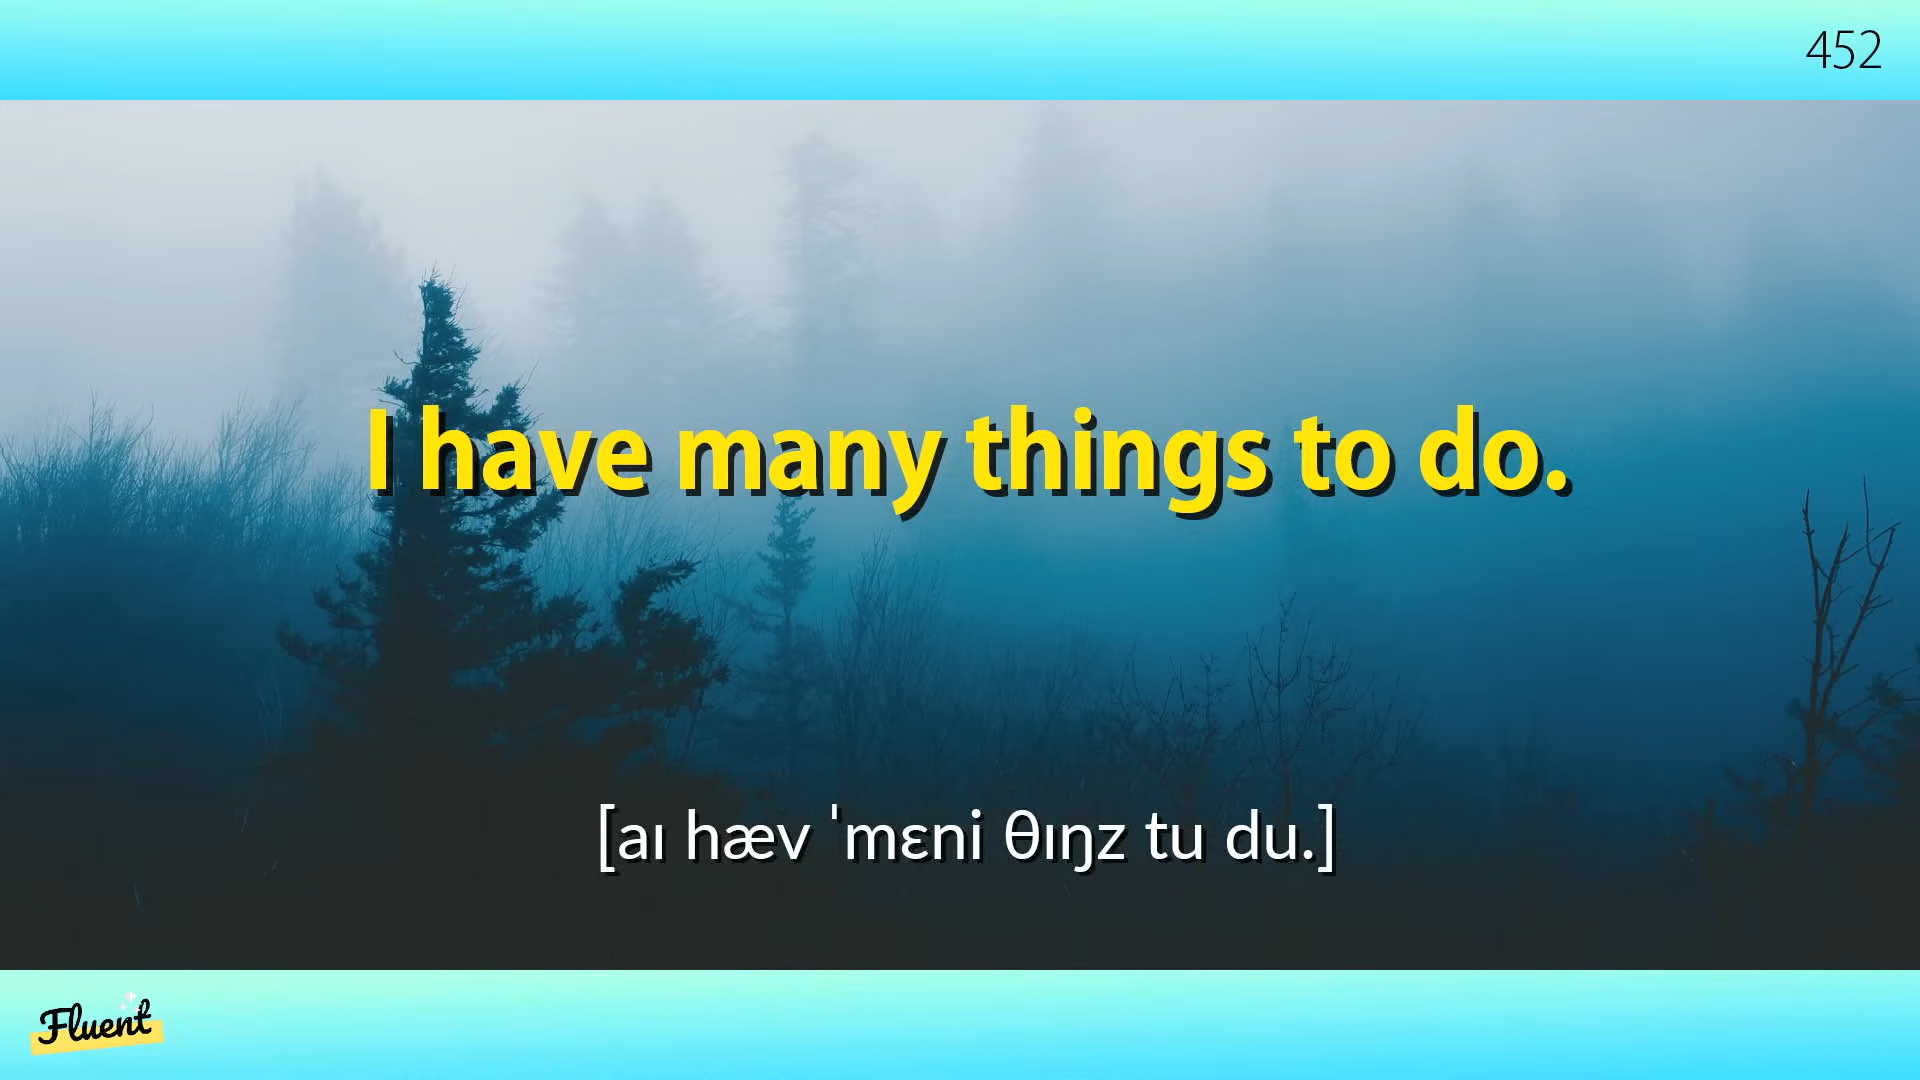 452
I have many things to do.
[aɪ hæv ˈmɛni θɪŋz tu du.]
Fluent